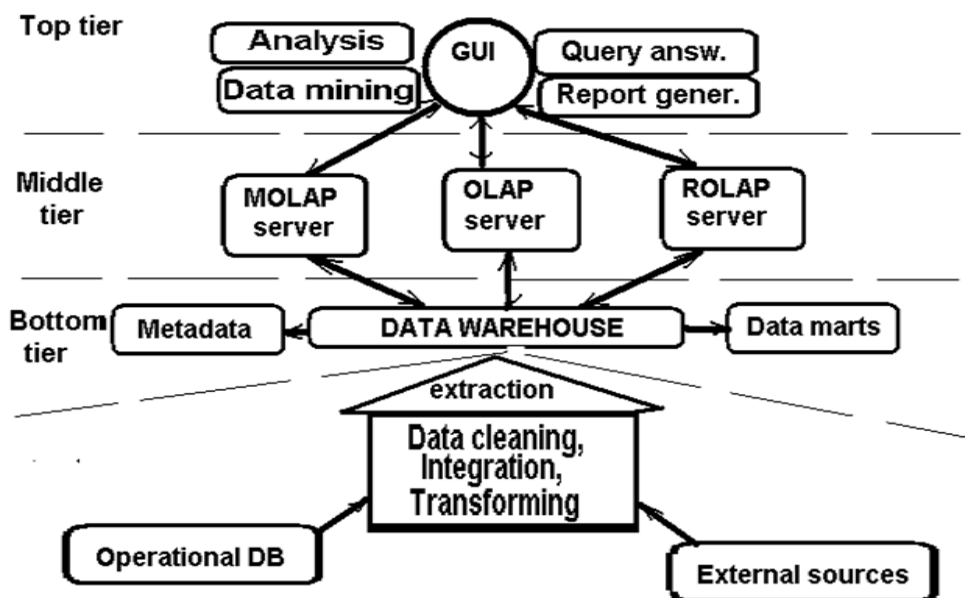 Top tier
Analysis
Data mining
GUI
Query answ.
Report gener.
Middle
tier
MOLAP
server
OLAP
server
ROLAP
server
Bottom
tier
Metadata
DATA WAREHOUSE
Data marts
extraction
Data cleaning,
Integration,
Transforming
Operational DB
External sources